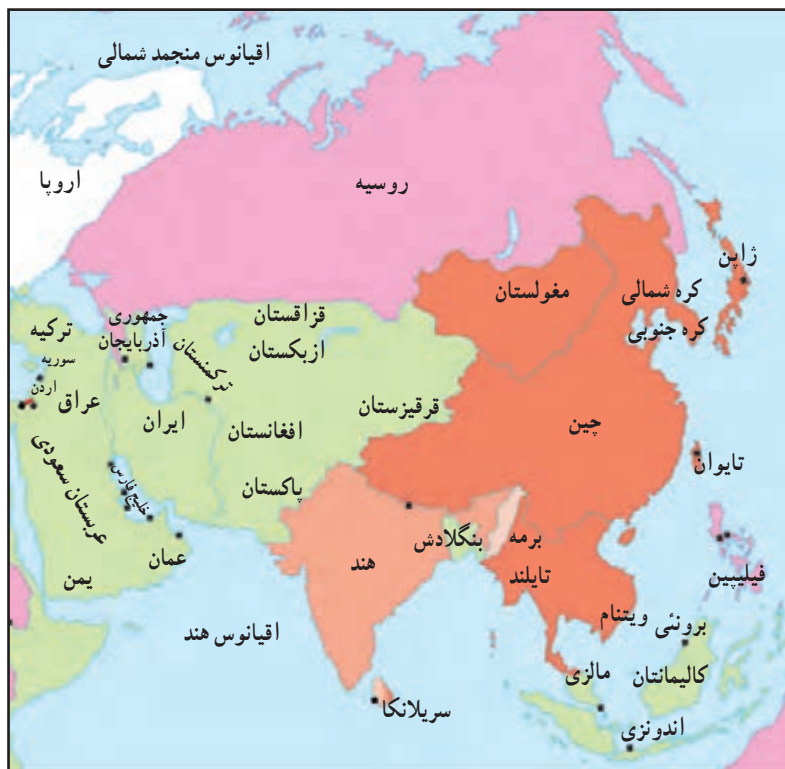 اقیانوس منجمد شمالی
اروپا
روسیه
ژاپن
مغولستان
کره شمالی
کره جنوبی
قزاقستان
ازبکستان
جمهوری
آذربایجان
ترکیه
سوریه
ترکمنستان
اردن
عراق
ایران
افغانستان
قرقیزستان
چین
تایوان
پاکستان
خلیج فارس
عربستان سعودی
عمان
یمن
هند
بنگلادش
برمه
تایلند
فیلیپین
اقیانوس هند
ویتنام
برونئی
مالزی
کالیمانتان
سریلانکا
اندونزی